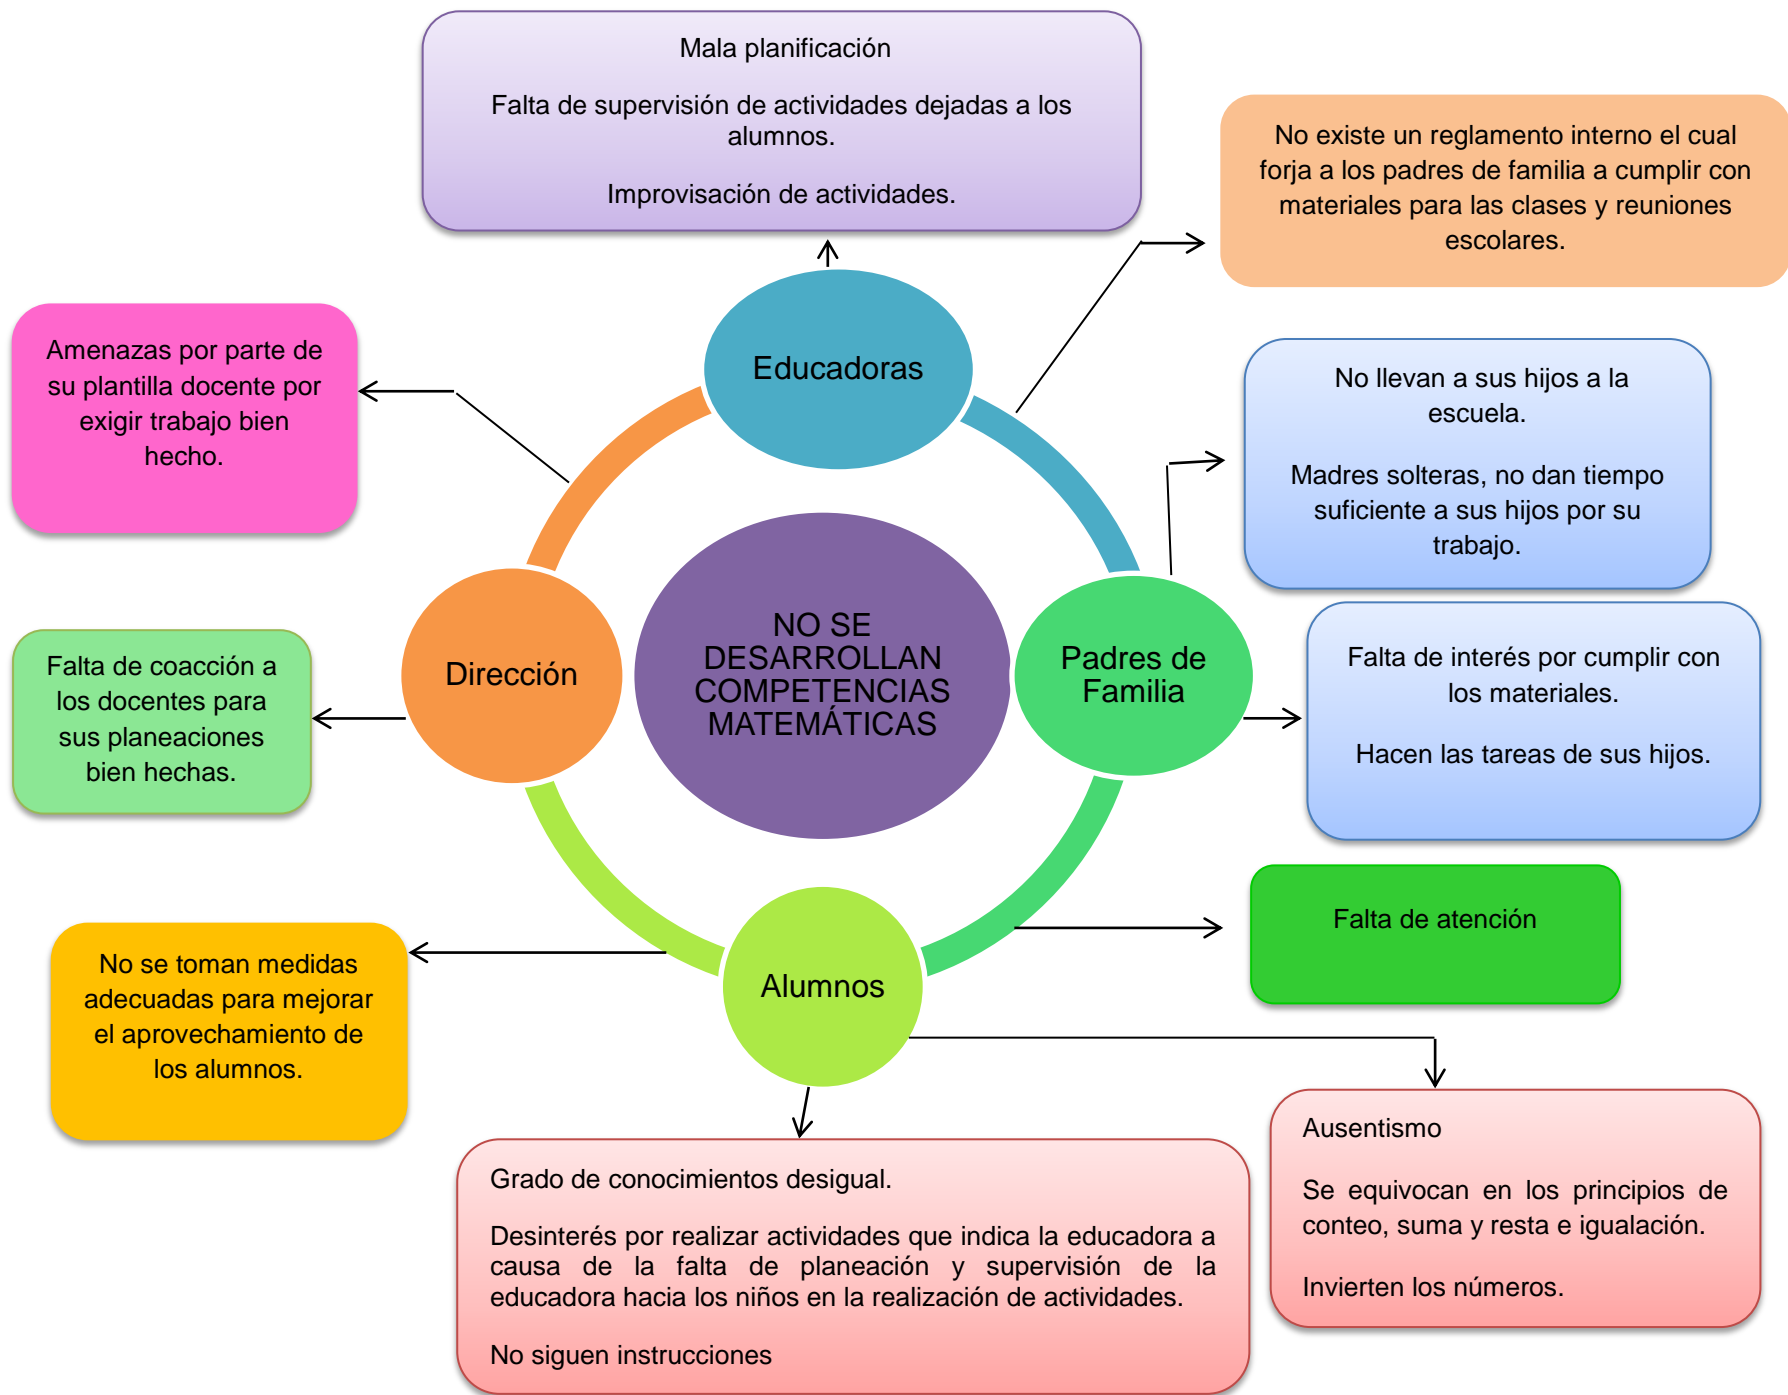 Mala planificación
Falta de supervisión de actividades dejadas a los
alumnos.
Improvisación de actividades.
No existe un reglamento interno el cual
forja a los padres de familia a cumplir con
materiales para las clases y reuniones
escolares.
Educadoras
Amenazas por parte de
su plantilla docente por
exigir trabajo bien
hecho.
No llevan a sus hijos a la
escuela.
Madres solteras, no dan tiempo
suficiente a sus hijos por su
trabajo.
NO SE
DESARROLLAN
COMPETENCIAS
MATEMÁTICAS
Dirección
Padres de
Familia
Falta de coacción a
los docentes para
sus planeaciones
bien hechas.
Falta de interés por cumplir con
los materiales.
Hacen las tareas de sus hijos.
Falta de atención
No se toman medidas
adecuadas para mejorar
el aprovechamiento de
los alumnos.
Alumnos
Ausentismo
Se equivocan en los principios de
conteo, suma y resta e igualación.
Invierten los números.
Grado de conocimientos desigual.
Desinterés por realizar actividades que indica la educadora a
causa de la falta de planeación y supervisión de la
educadora hacia los niños en la realización de actividades.
No siguen instrucciones